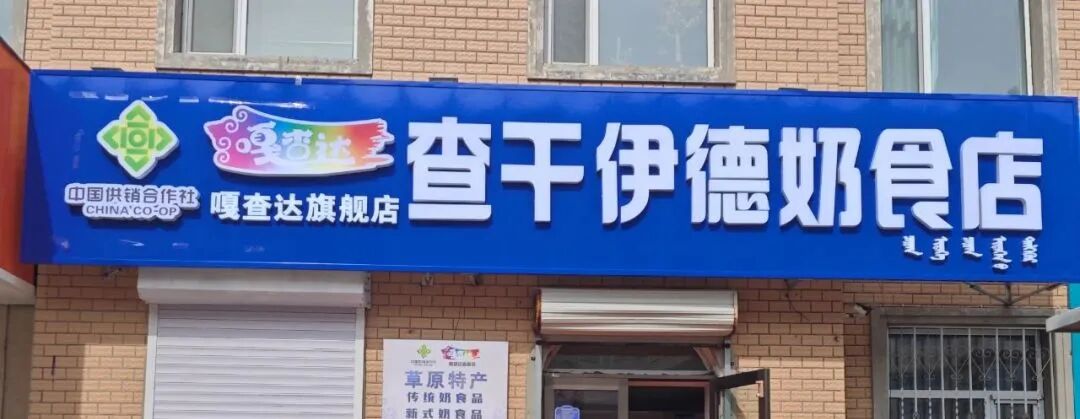 中国供销合作社
CHINA CO-OP
嘎查达
嘎查达旗舰店
查干伊德奶食店
草原特产
传统奶食品
新式奶食品